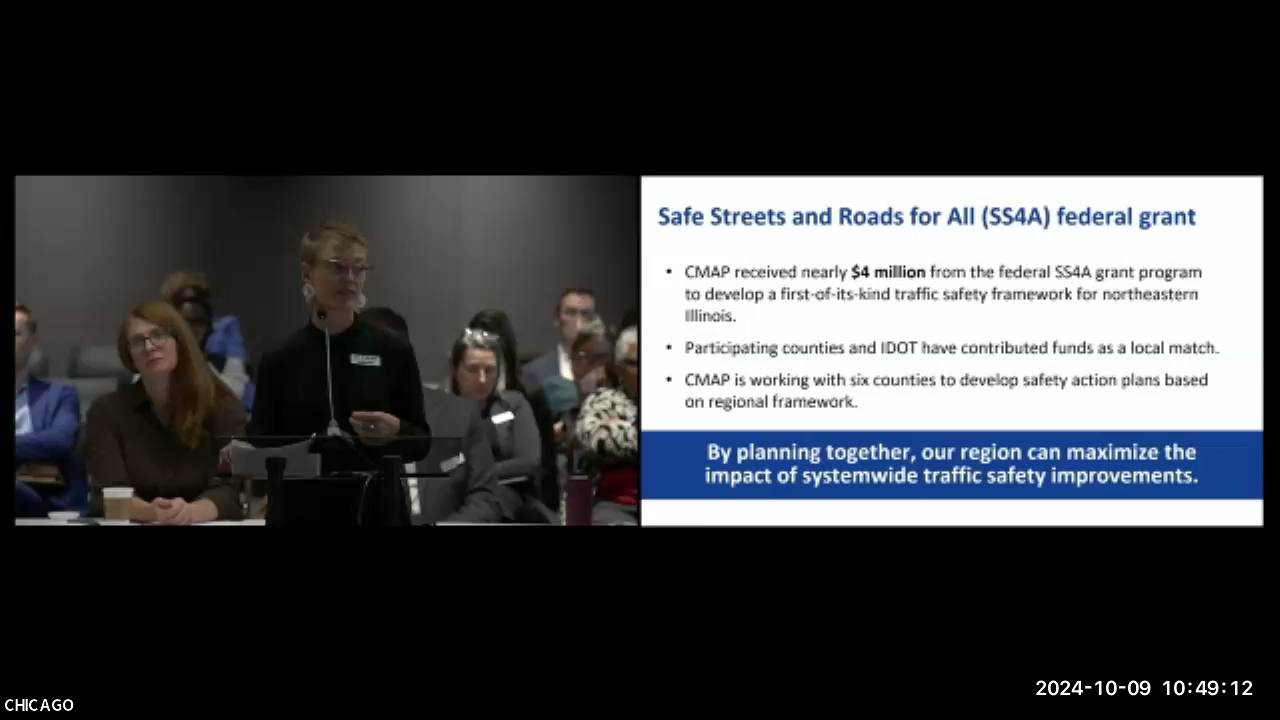 Safe Streets and Roads for All (SS4A) federal grant
• CMAP received nearly $4 million from the federal SS4A grant program
to develop a first-of-its-kind traffic safety framework for northeastern
Illinois.
• Participating counties and IDOT have contributed funds as a local match.
• CMAP is working with six counties to develop safety action plans based
on regional framework.
By planning together, our region can maximize the
impact of systemwide traffic safety improvements.
2024-10-09 10:49:12
CHICAGO